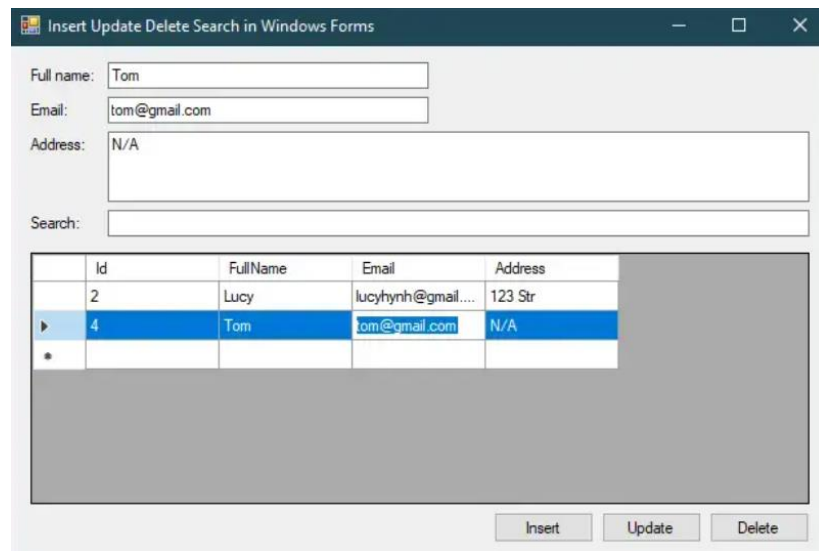 Insert Update Delete Search in Windows Forms
Full name: Tom
Email: tom@gmail.com
Address: N/A
Search:
Id FullName Email Address
2 Lucy lucyhynh@gmail.... 123 Str
4 Tom tom@gmail.com N/A
Insert Update Delete